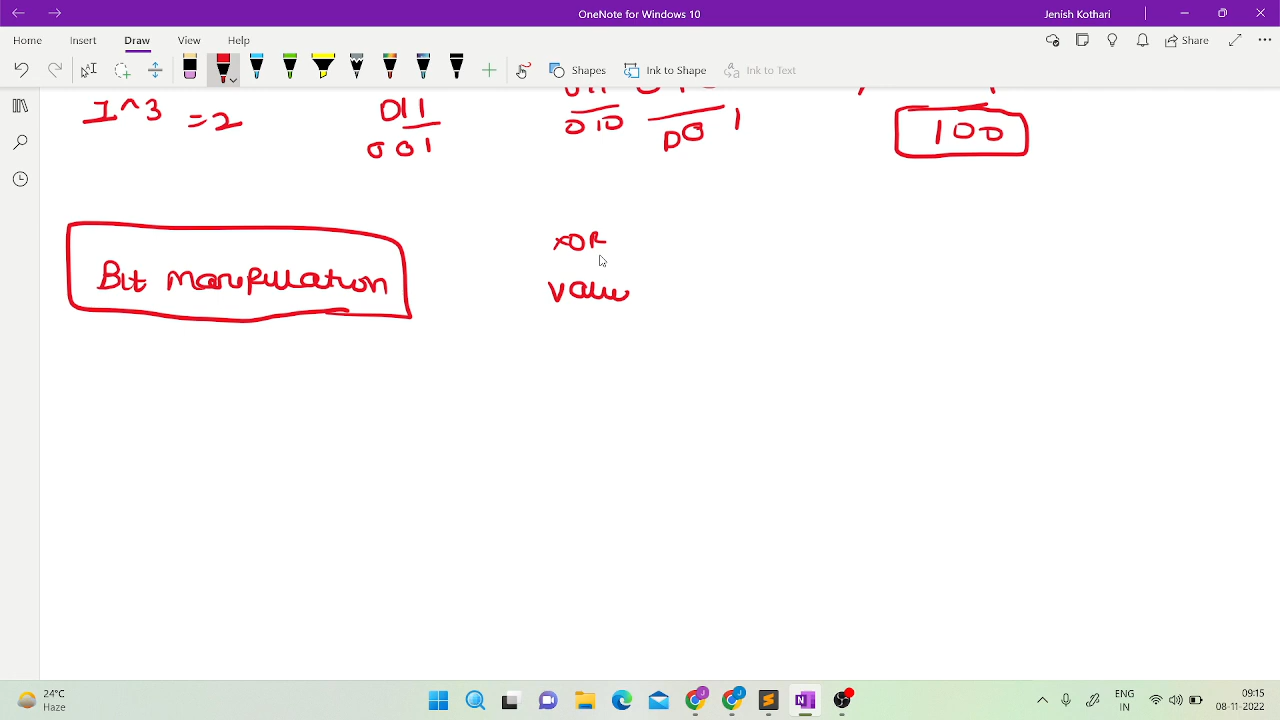 OneNote for Windows 10
Jenish Kothari
Home Insert Draw View Help
Share
Shapes
Ink to Shape
Ink to Text
I^3 = 2
011
001
010
001
100
Bit manipulation
XOR
value
24°C
Haze
ENG
IN
09:15
08-11-2022